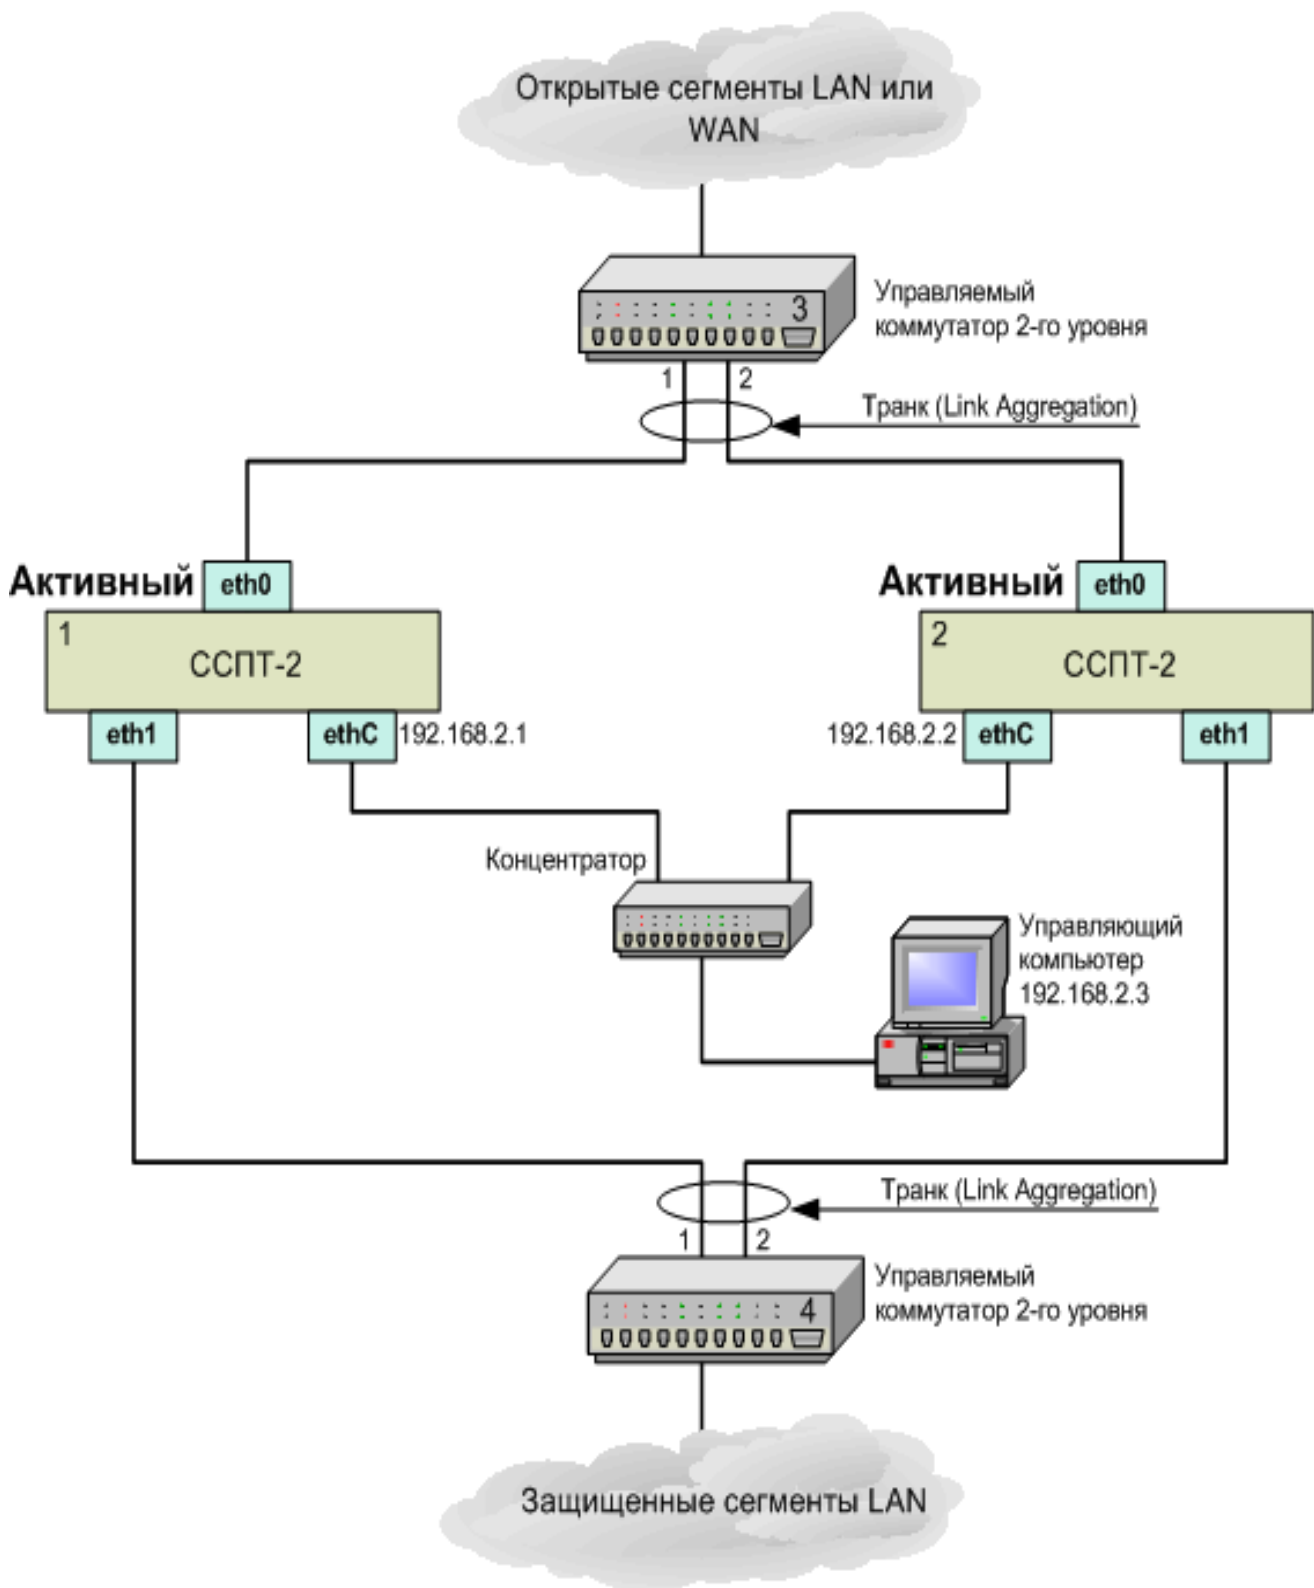 Открытые сегменты LAN или
WAN
3
Управляемый
коммутатор 2-го уровня
1
2
Транк (Link Aggregation)
Активный
eth0
Активный
eth0
1
ССПТ-2
2
ССПТ-2
eth1
ethC
192.168.2.1
192.168.2.2
ethC
eth1
Концентратор
Управляющий
компьютер
192.168.2.3
Транк (Link Aggregation)
1
2
4
Управляемый
коммутатор 2-го уровня
Защищенные сегменты LAN